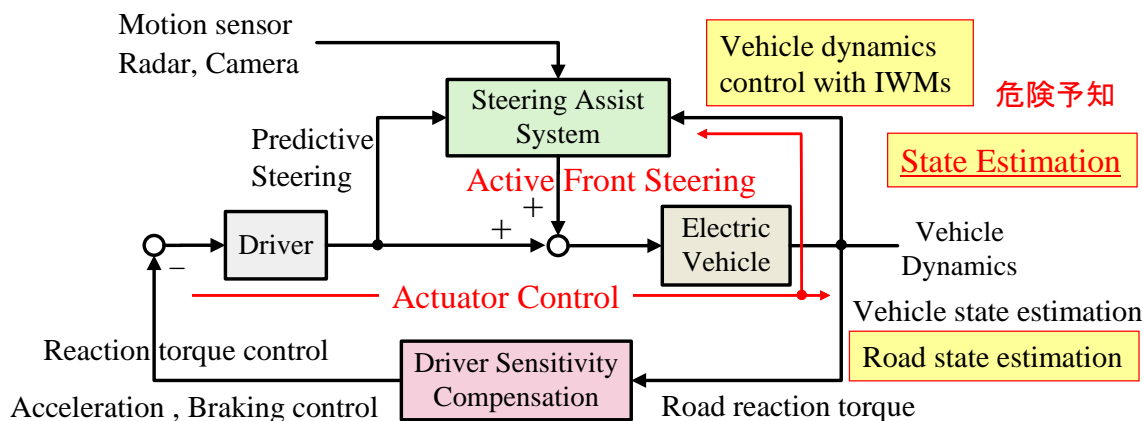 Motion sensor
Radar, Camera
Vehicle dynamics
control with IWMs
危険予知
Steering Assist
System
Predictive
Steering
State Estimation
Active Front Steering
+
+
Driver
Electric
Vehicle
Vehicle
Dynamics
−
Actuator Control
Vehicle state estimation
Reaction torque control
Driver Sensitivity
Compensation
Road state estimation
Acceleration , Braking control
Road reaction torque